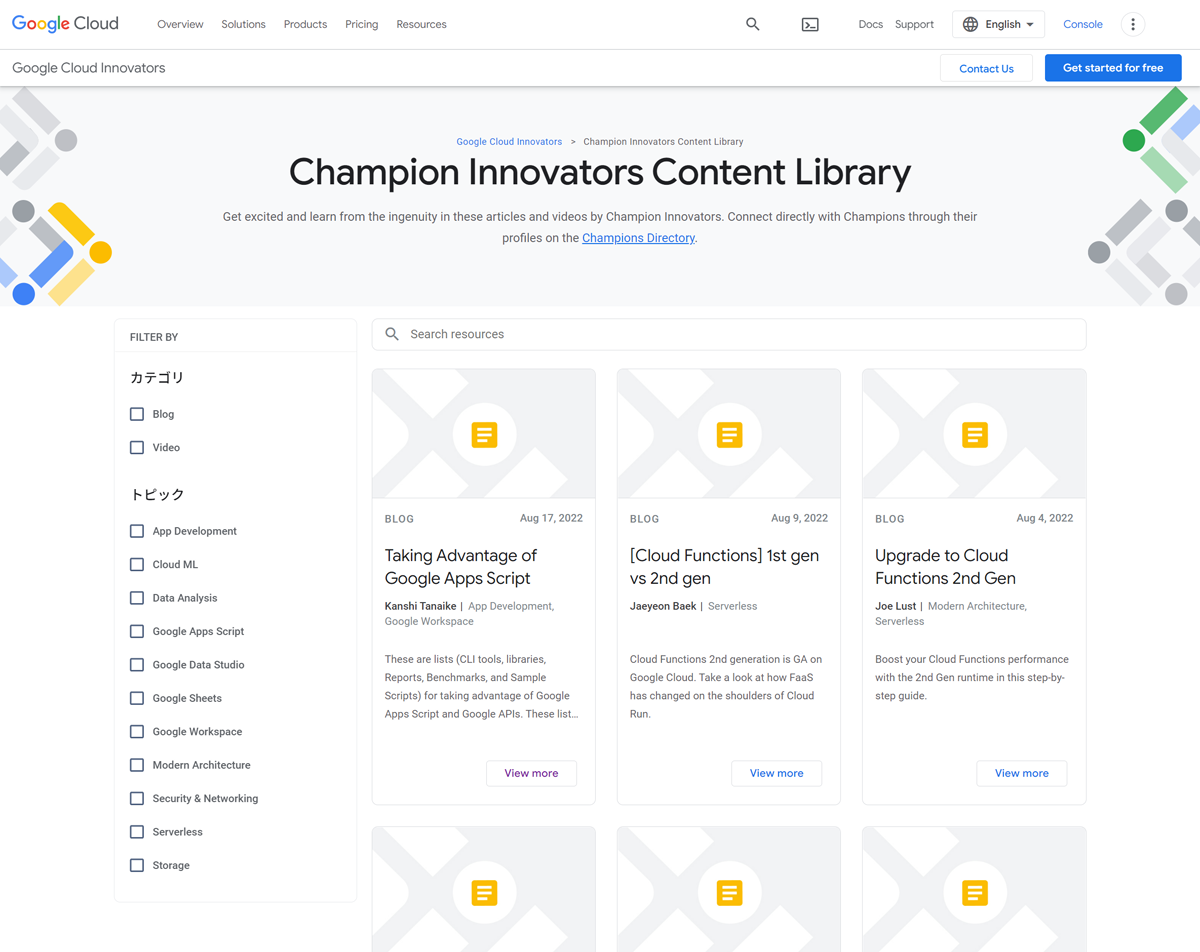 Google Cloud Overview Solutions Products Pricing Resources Docs Support English Console
Google Cloud Innovators Contact Us Get started for free
Google Cloud Innovators > Champion Innovators Content Library
Champion Innovators Content Library
Get excited and learn from the ingenuity in these articles and videos by Champion Innovators. Connect directly with Champions through their
profiles on the Champions Directory.
FILTER BY
カテゴリ
Blog
Video
トピック
App Development
Cloud ML
Data Analysis
Google Apps Script
Google Data Studio
Google Sheets
Google Workspace
Modern Architecture
Security & Networking
Serverless
Storage
Search resources
BLOG Aug 17, 2022
Taking Advantage of
Google Apps Script
Kanshi Tanaike | App Development,
Google Workspace
These are lists (CLI tools, libraries,
Reports, Benchmarks, and Sample
Scripts) for taking advantage of Google
Apps Script and Google APIs. These list...
View more
BLOG Aug 9, 2022
[Cloud Functions] 1st gen
vs 2nd gen
Jaeyeon Baek | Serverless
Cloud Functions 2nd generation is GA on
Google Cloud. Take a look at how FaaS
has changed on the shoulders of Cloud
Run.
View more
BLOG Aug 4, 2022
Upgrade to Cloud
Functions 2nd Gen
Joe Lust | Modern Architecture,
Serverless
Boost your Cloud Functions performance
with the 2nd Gen runtime in this step-by-
step guide.
View more